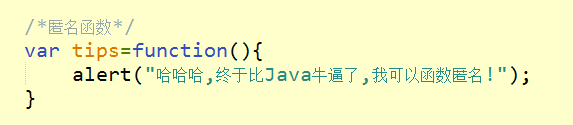 /*匿名函数*/
var tips=function(){
    alert("哈哈哈,终于比Java牛逼了,我可以函数匿名!");
}